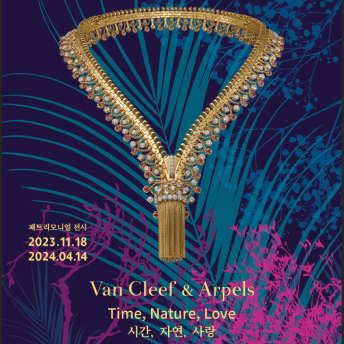 패트리모니얼 전시
2023.11.18
2024.04.14
Van Cleef & Arpels
Time, Nature, Love
시간, 자연, 사랑